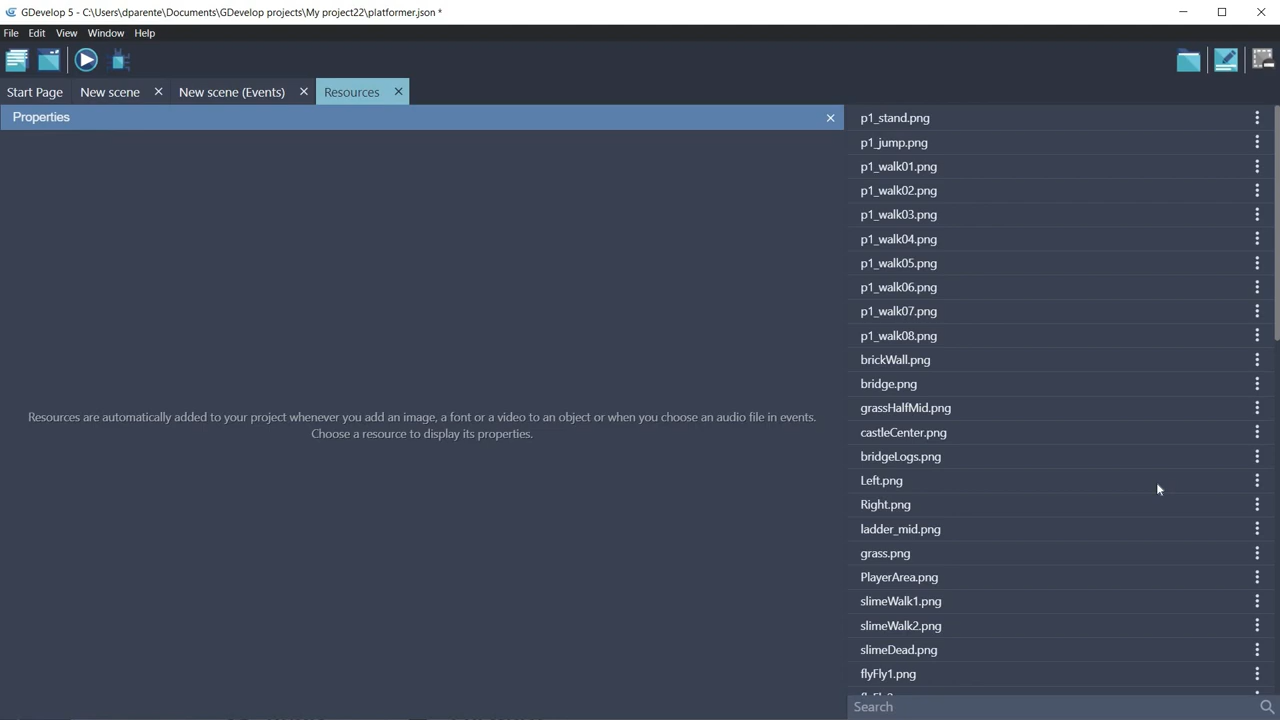 GDevelop 5 - C:\Users\dparente\Documents\GDevelop projects\My project22\platformer.json *
File Edit View Window Help
Start Page New scene New scene (Events) Resources
Properties
Resources are automatically added to your project whenever you add an image, a font or a video to an object or when you choose an audio file in events.
Choose a resource to display its properties.
p1_stand.png
p1_jump.png
p1_walk01.png
p1_walk02.png
p1_walk03.png
p1_walk04.png
p1_walk05.png
p1_walk06.png
p1_walk07.png
p1_walk08.png
brickWall.png
bridge.png
grassHalfMid.png
castleCenter.png
bridgeLogs.png
Left.png
Right.png
ladder_mid.png
grass.png
PlayerArea.png
slimeWalk1.png
slimeWalk2.png
slimeDead.png
flyFly1.png
Search